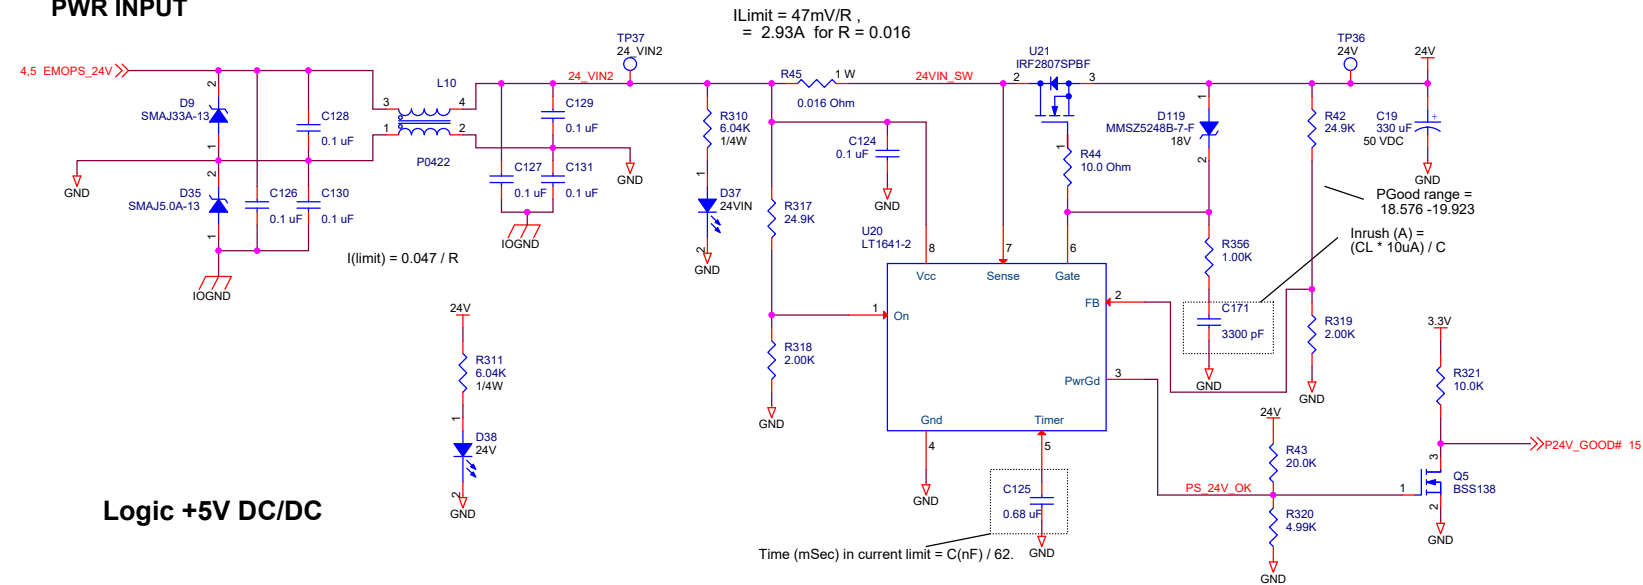 PWR INPUT
ILimit = 47mV/R ,
= 2.93A for R = 0.016
4,5 EMOPS_24V
2
D9
SMAJ33A-13
1
C128
0.1 uF
L10
3
4
1
2
P0422
GND
2
D35
SMAJ5.0A-13
1
C126
0.1 uF
C130
0.1 uF
IOGND
I(limit) = 0.047 / R
24_VIN2
TP37
24_VIN2
C129
0.1 uF
C127
0.1 uF
C131
0.1 uF
GND
IOGND
R310
6.04K
1/4W
1
D37
24VIN
2
GND
R45
1 W
0.016 Ohm
24VIN_SW
C124
0.1 uF
GND
R317
24.9K
R318
2.00K
GND
U20
LT1641-2
8
7
6
Vcc
Sense
Gate
1
On
FB
2
PwrGd
3
Gnd
Timer
4
5
GND
C125
0.68 uF
GND
Time (mSec) in current limit = C(nF) / 62.
U21
IRF2807SPBF
2
3
1
R44
10.0 Ohm
1
D119
MMSZ5248B-7-F
18V
2
R356
1.00K
C171
3300 pF
GND
TP36
24V
24V
R42
24.9K
C19
330 uF
50 VDC
+
GND
PGood range =
18.576 -19.923
Inrush (A) =
(CL * 10uA) / C
R319
2.00K
GND
3.3V
R321
10.0K
P24V_GOOD# 15
24V
R43
20.0K
PS_24V_OK
R320
4.99K
GND
1
3
Q5
BSS138
2
GND
24V
R311
6.04K
1/4W
1
D38
24V
2
GND
Logic +5V DC/DC